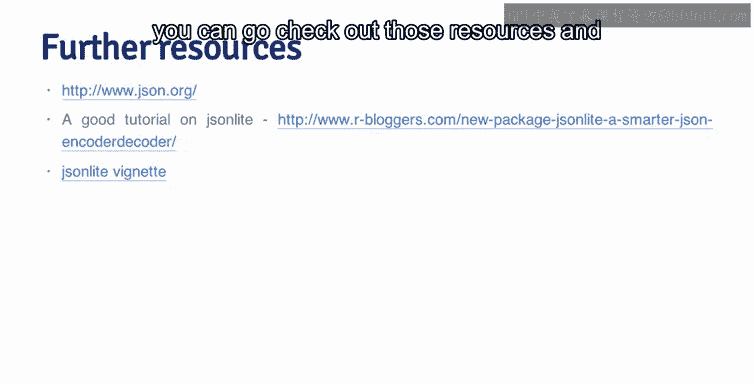 you can go check out those resources and
Further resources
· http://www.json.org/
· A good tutorial on jsonlite - http://www.r-bloggers.com/new-package-jsonlite-a-smarter-json-
encoderdecoder/
· jsonlite vignette